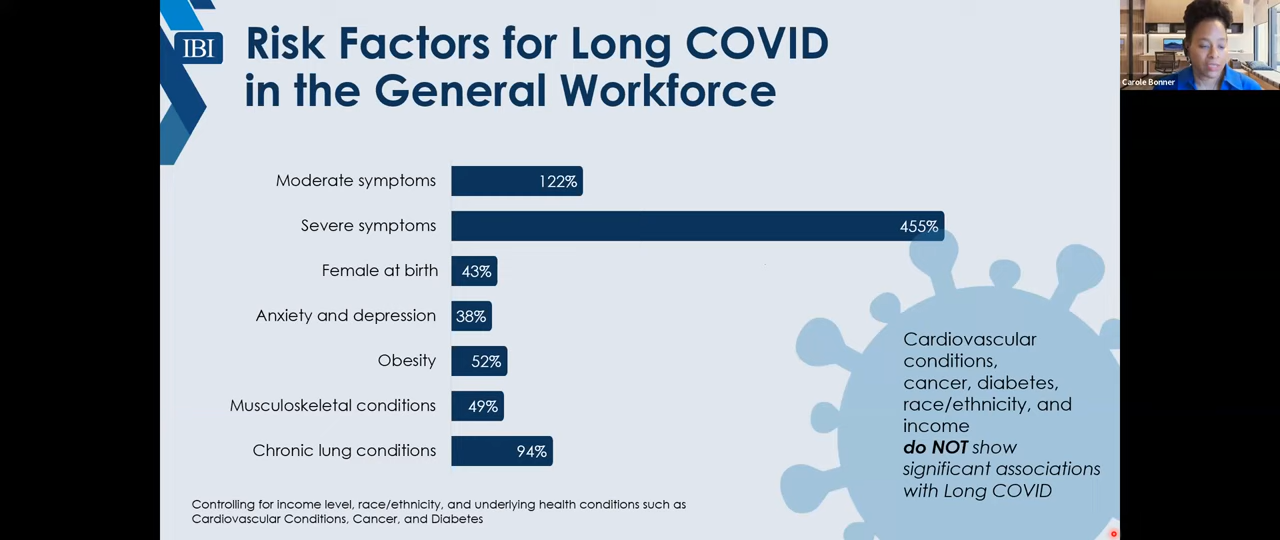 IBI
Risk Factors for Long COVID
in the General Workforce
Carole Bonner
Moderate symptoms
122%
Severe symptoms
455%
Female at birth
43%
Anxiety and depression
38%
Obesity
52%
Musculoskeletal conditions
49%
Chronic lung conditions
94%
Cardiovascular
conditions,
cancer, diabetes,
race/ethnicity, and
income
do NOT show
significant associations
with Long COVID
Controlling for income level, race/ethnicity, and underlying health conditions such as
Cardiovascular Conditions, Cancer, and Diabetes